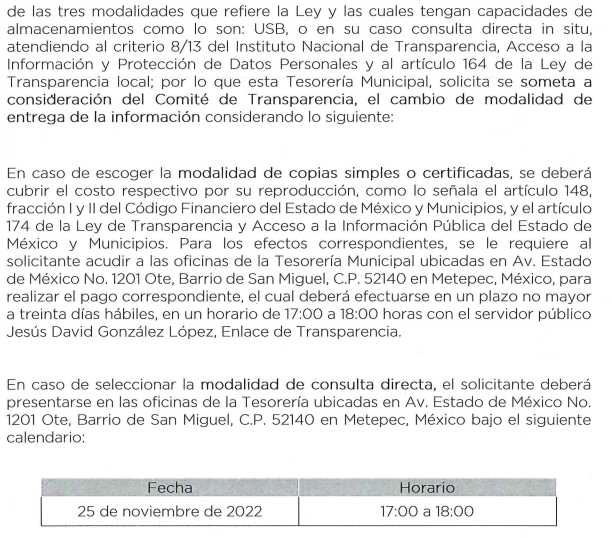 de las tres modalidades que refiere la Ley y las cuales tengan capacidades de
almacenamientos como lo son: USB, o en su caso consulta directa in situ,
atendiendo al criterio 8/13 del Instituto Nacional de Transparencia, Acceso a la
Información y Protección de Datos Personales y al artículo 164 de la Ley de
Transparencia local; por lo que esta Tesorería Municipal, solicita se someta a
consideración del Comité de Transparencia, el cambio de modalidad de
entrega de la información considerando lo siguiente:
En caso de escoger la modalidad de copias simples o certificadas, se deberá
cubrir el costo respectivo por su reproducción, como lo señala el artículo 148,
fracción I y II del Código Financiero del Estado de México y Municipios, y el artículo
174 de la Ley de Transparencia y Acceso a la Información Pública del Estado de
México y Municipios. Para los efectos correspondientes, se le requiere al
solicitante acudir a las oficinas de la Tesorería Municipal ubicadas en Av. Estado
de México No. 1201 Ote, Barrio de San Miguel, C.P. 52140 en Metepec, México, para
realizar el pago correspondiente, el cual deberá efectuarse en un plazo no mayor
a treinta días hábiles, en un horario de 17:00 a 18:00 horas con el servidor público
Jesús David González López, Enlace de Transparencia.
En caso de seleccionar la modalidad de consulta directa, el solicitante deberá
presentarse en las oficinas de la Tesorería ubicadas en Av. Estado de México No.
1201 Ote, Barrio de San Miguel, C.P. 52140 en Metepec, México bajo el siguiente
calendario:
Fecha Horario
25 de noviembre de 2022 17:00 a 18:00